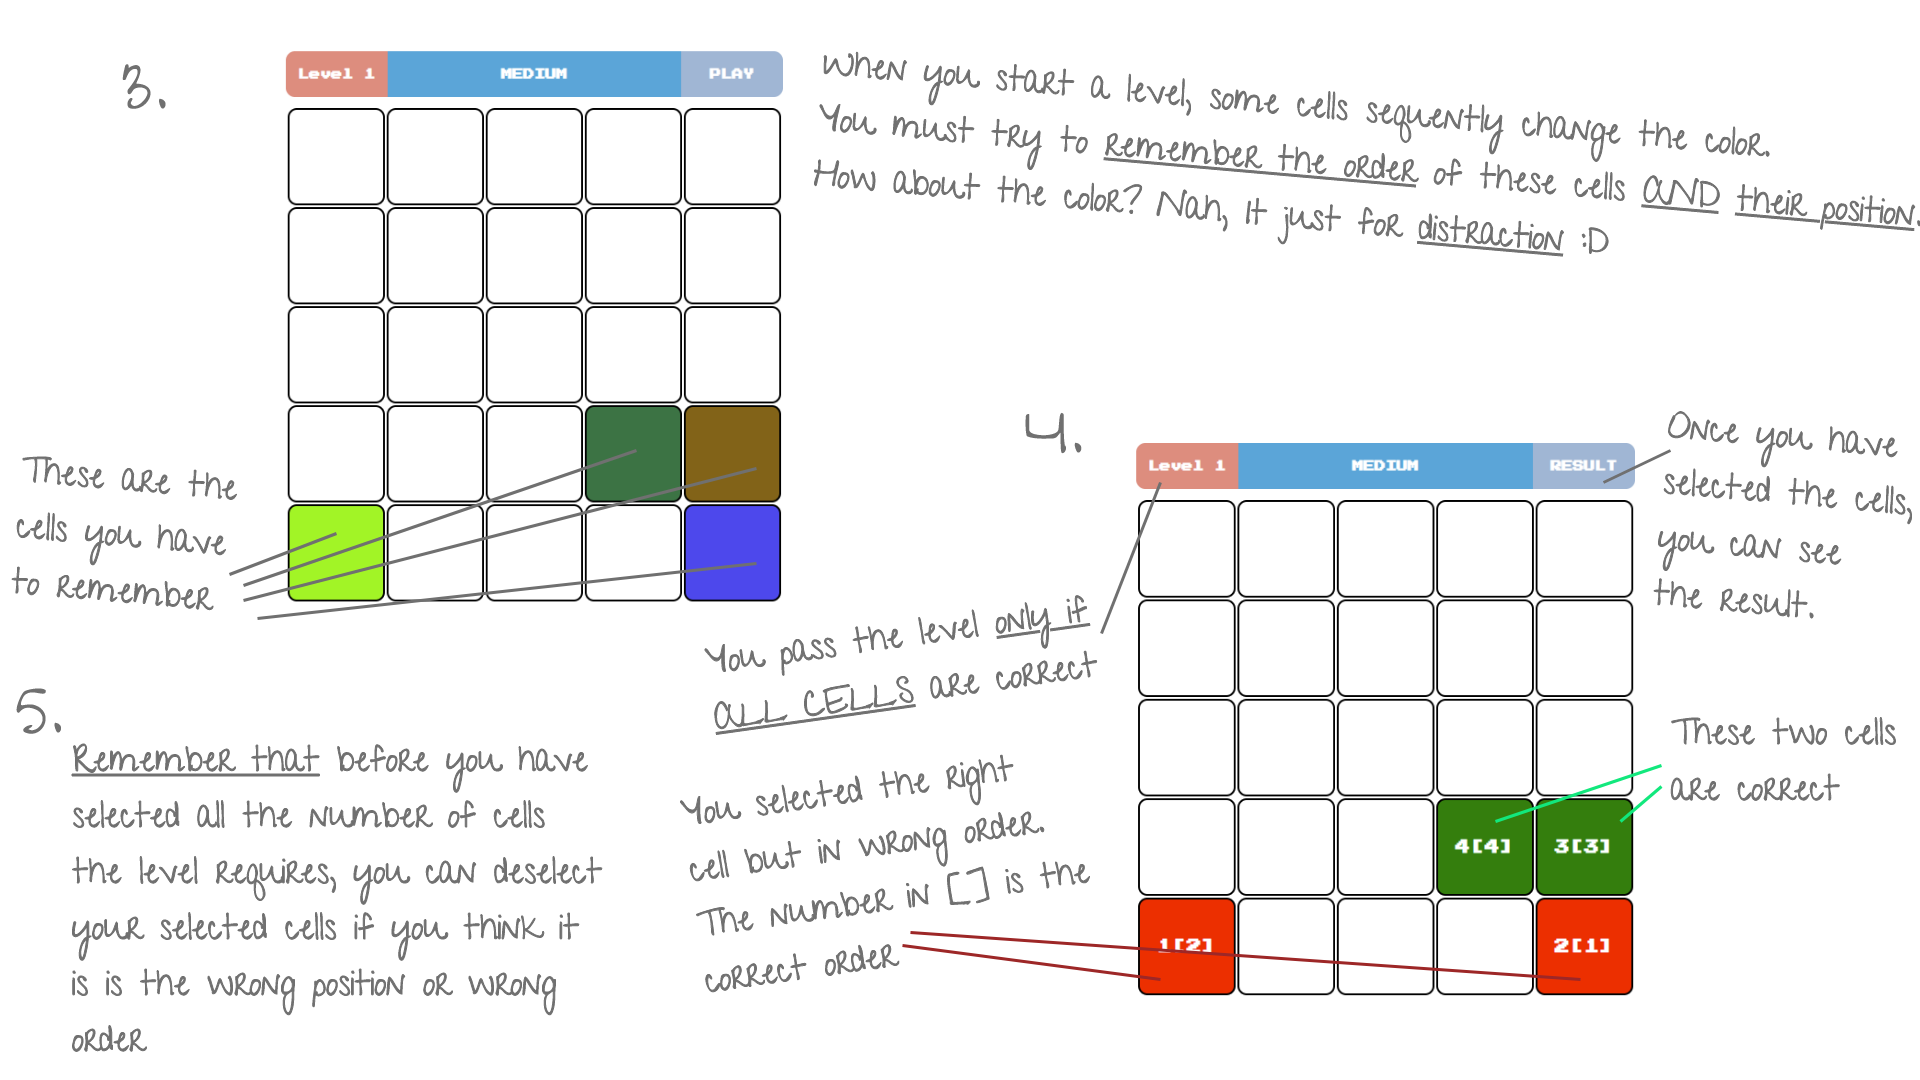 3.
Level 1 MEDIUM PLAY
When you start a level, some cells sequently change the color.
You must try to remember the order of these cells AND their position.
How about the color? Nah, it just for distraction :D
These are the
cells you have
to remember
4.
Level 1 MEDIUM RESULT
Once you have
selected the cells,
you can see
the result.
You pass the level only if
ALL CELLS are correct
These two cells
are correct
4[4] 3[3]
1[2] 2[1]
You selected the right
cell but in wrong order.
The number in [] is the
correct order
5.
Remember that before you have
selected all the number of cells
the level requires, you can deselect
your selected cells if you think it
is is the wrong position or wrong
order